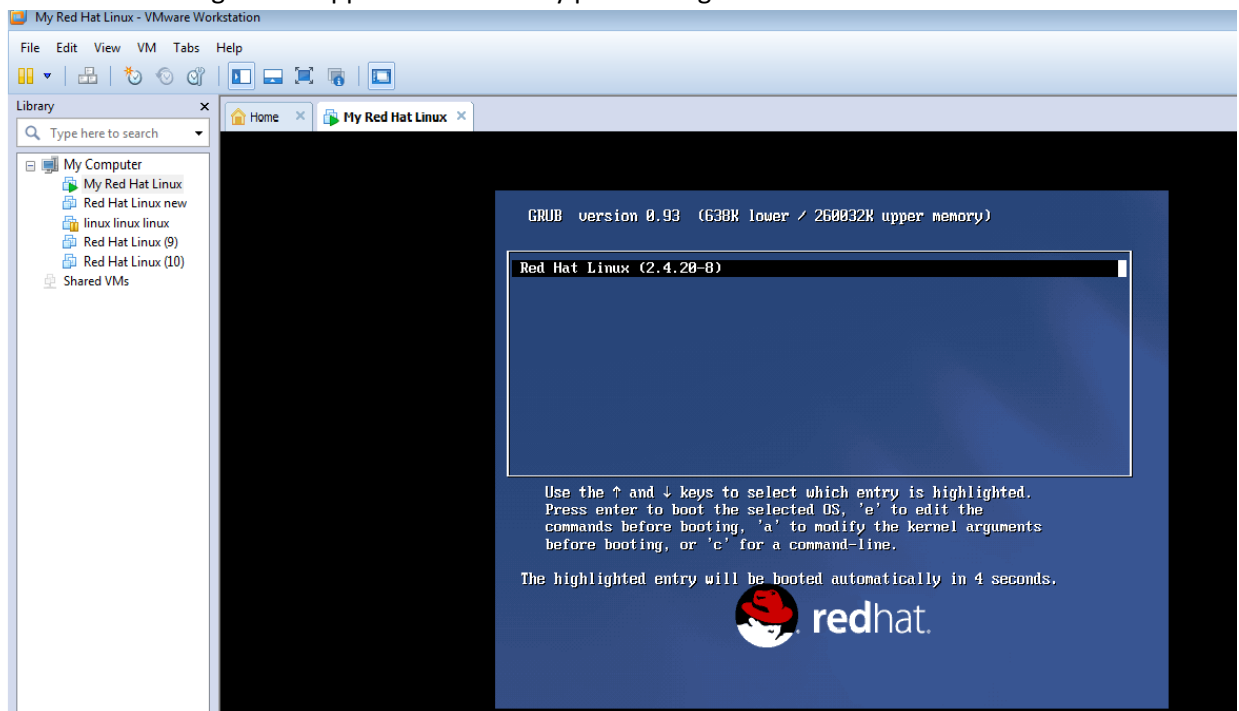 My Red Hat Linux - VMware Workstation
File Edit View VM Tabs Help
Library x
Type here to search
My Computer
My Red Hat Linux
Red Hat Linux new
linux linux linux
Red Hat Linux (9)
Red Hat Linux (10)
Shared VMs
Home ×
My Red Hat Linux ×
GRUB version 0.93 (638K lower / 260032K upper memory)
Red Hat Linux (2.4.20-8)
Use the ↑ and ↓ keys to select which entry is highlighted.
Press enter to boot the selected OS, 'e' to edit the
commands before booting, 'a' to modify the kernel arguments
before booting, or 'c' for a command-line.
The highlighted entry will be booted automatically in 4 seconds.
redhat.